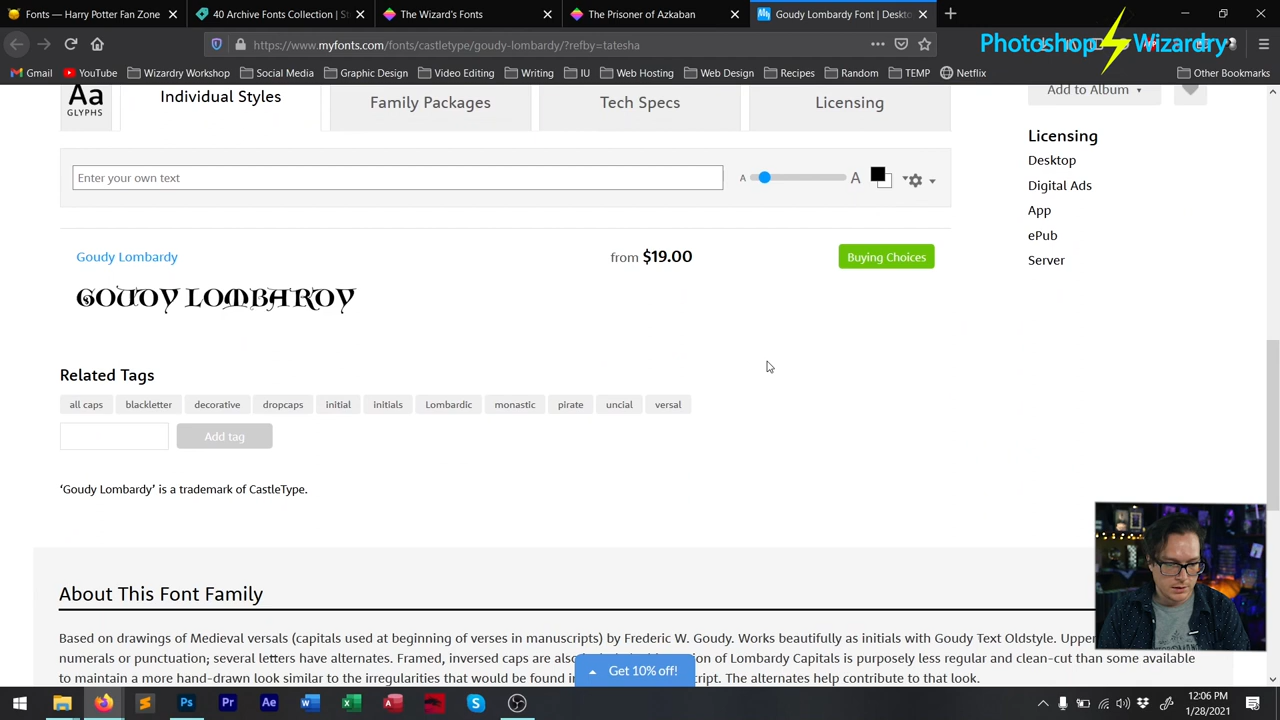 Fonts — Harry Potter Fan Zone
40 Archive Fonts Collection | S
The Wizard's Fonts
The Prisoner of Azkaban
Goudy Lombardy Font | Deskto
https://www.myfonts.com/fonts/castletype/goudy-lombardy/?refby=tatesha
Photoshop Wizardry
Gmail YouTube Wizardry Workshop Social Media Graphic Design Video Editing Writing IU Web Hosting Web Design Recipes Random TEMP Netflix Other Bookmarks
Aa
GLYPHS
Individual Styles
Family Packages
Tech Specs
Licensing
Add to Album
Licensing
Desktop
Digital Ads
App
ePub
Server
Enter your own text
A A
Goudy Lombardy
from $19.00
Buying Choices
GOUDY LOMBARDY
Related Tags
all caps blackletter decorative dropcaps initial initials Lombardic monastic pirate uncial versal
Add tag
‘Goudy Lombardy’ is a trademark of CastleType.
About This Font Family
Based on drawings of Medieval versals (capitals used at beginning of verses in manuscripts) by Frederic W. Goudy. Works beautifully as initials with Goudy Text Oldstyle. Upper
numerals or punctuation; several letters have alternates. Framed, inversed caps are also on of Lombardy Capitals is purposely less regular and clean-cut than some available
to maintain a more hand-drawn look similar to the irregularities that would be found in ript. The alternates help contribute to that look.
Get 10% off!
12:06 PM
1/28/2021